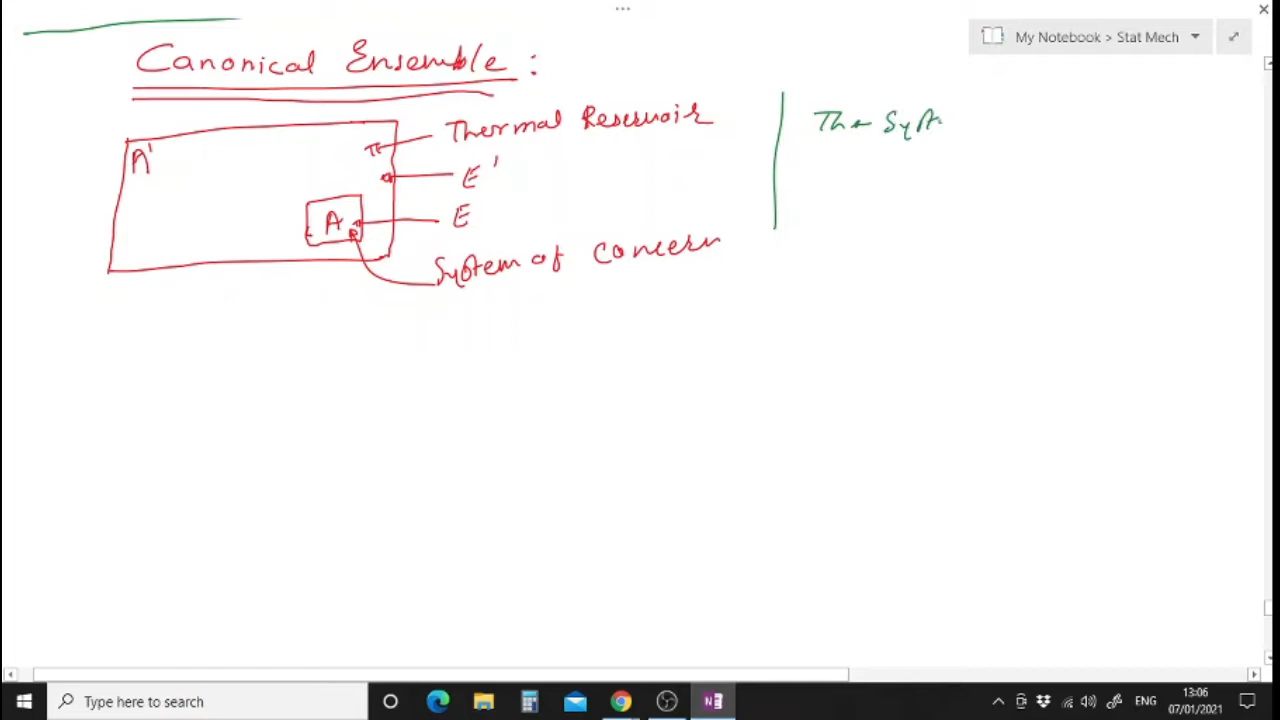 ...
My Notebook > Stat Mech
Canonical Ensemble :
Thermal Reservoir
A'
E'
A
E
System of Concern
The Syst
Type here to search
ENG
13:06
07/01/2021